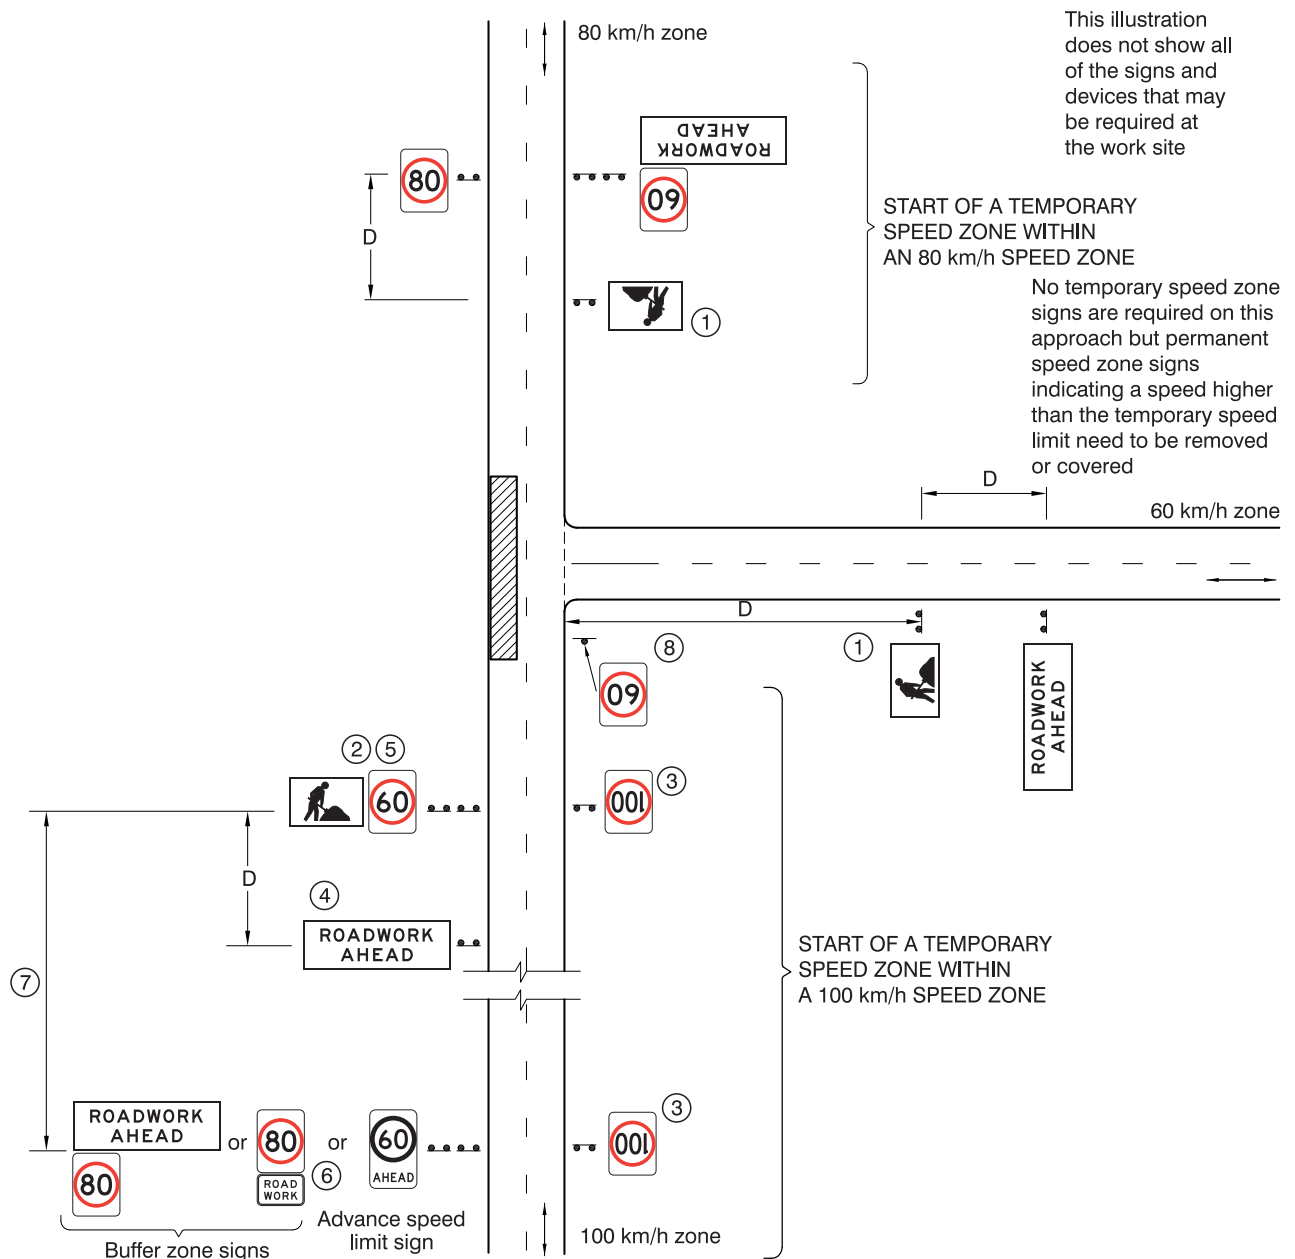 80 km/h zone
This illustration
does not show all
of the signs and
devices that may
be required at
the work site
ROADWORK
AHEAD
80
60
D
START OF A TEMPORARY
SPEED ZONE WITHIN
AN 80 km/h SPEED ZONE
1
No temporary speed zone
signs are required on this
approach but permanent
speed zone signs
indicating a speed higher
than the temporary speed
limit need to be removed
or covered
D
60 km/h zone
D
8
1
60
ROADWORK
AHEAD
2 5
60
100
3
D
4
ROADWORK
AHEAD
START OF A TEMPORARY
SPEED ZONE WITHIN
A 100 km/h SPEED ZONE
7
ROADWORK
AHEAD
80
or
80
ROAD
WORK
6
or
60
AHEAD
100
3
Buffer zone signs
Advance speed
limit sign
100 km/h zone